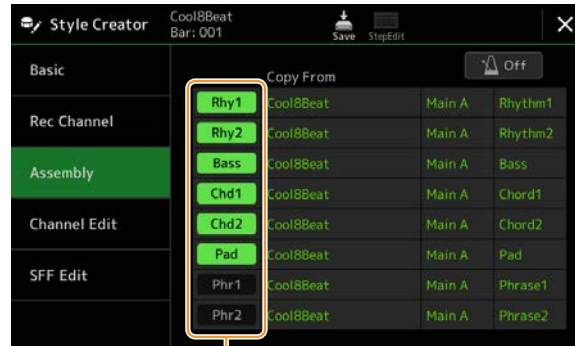 Style Creator
Cool8Beat
Bar: 001
Save
StepEdit
Basic
Rec Channel
Assembly
Channel Edit
SFF Edit
Copy From
Off
Rhy1 Cool8Beat Main A Rhythm1
Rhy2 Cool8Beat Main A Rhythm2
Bass Cool8Beat Main A Bass
Chd1 Cool8Beat Main A Chord1
Chd2 Cool8Beat Main A Chord2
Pad Cool8Beat Main A Pad
Phr1 Cool8Beat Main A Phrase1
Phr2 Cool8Beat Main A Phrase2